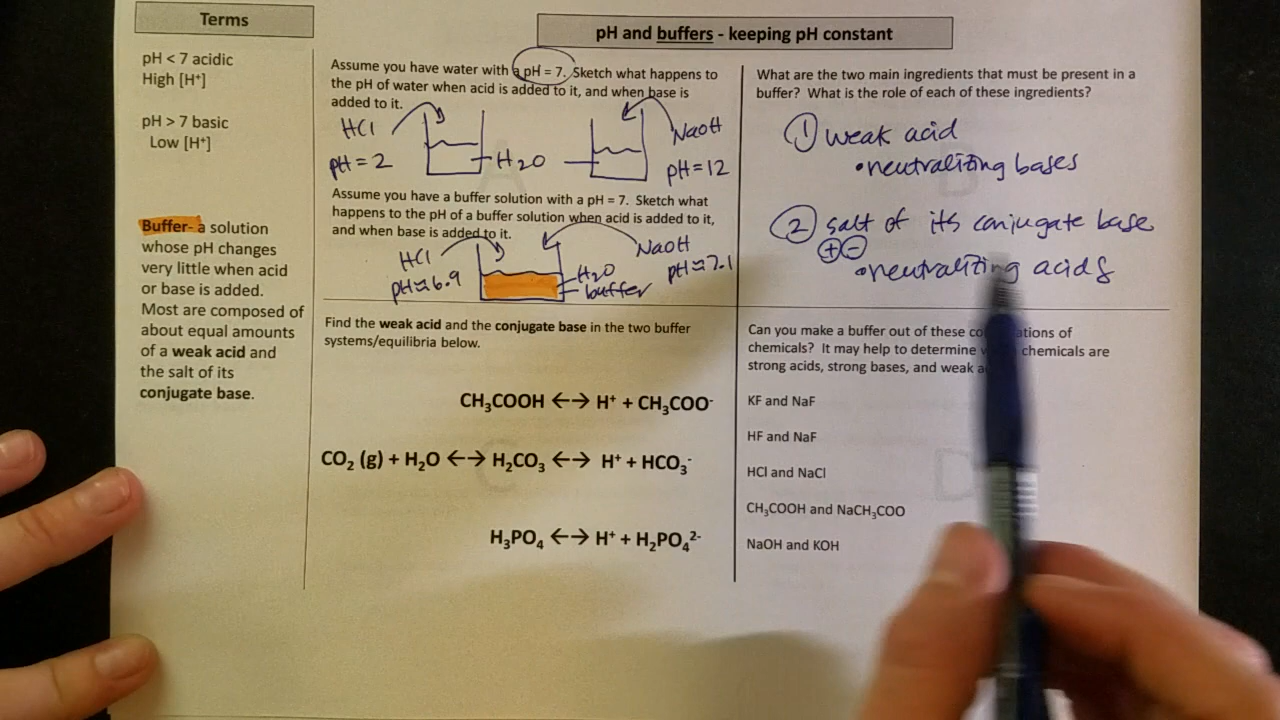 Terms
pH and buffers - keeping pH constant
pH < 7 acidic
High [H⁺]
pH > 7 basic
Low [H⁺]
Buffer- a solution
whose pH changes
very little when acid
or base is added.
Most are composed of
about equal amounts
of a weak acid and
the salt of its
conjugate base.
Assume you have water with a pH = 7. Sketch what happens to
the pH of water when acid is added to it, and when base is
added to it.
HCl
pH = 2
H2O
NaOH
pH = 12
Assume you have a buffer solution with a pH = 7. Sketch what
happens to the pH of a buffer solution when acid is added to it,
and when base is added to it.
HCl
pH ≈ 6.9
H2O
buffer
NaOH
pH ≈ 7.1
What are the two main ingredients that must be present in a
buffer? What is the role of each of these ingredients?
① weak acid
• neutralizing bases
② salt of its conjugate base
⊕⊖
• neutralizing acids
Find the weak acid and the conjugate base in the two buffer
systems/equilibria below.
CH₃COOH ←→ H⁺ + CH₃COO⁻
CO₂ (g) + H₂O ←→ H₂CO₃ ←→ H⁺ + HCO₃⁻
H₃PO₄ ←→ H⁺ + H₂PO₄²⁻
Can you make a buffer out of these of
chemicals? It may help to determine chemicals are
strong acids, strong bases, and weak
KF and NaF
HF and NaF
HCl and NaCl
CH₃COOH and NaCH₃COO
NaOH and KOH